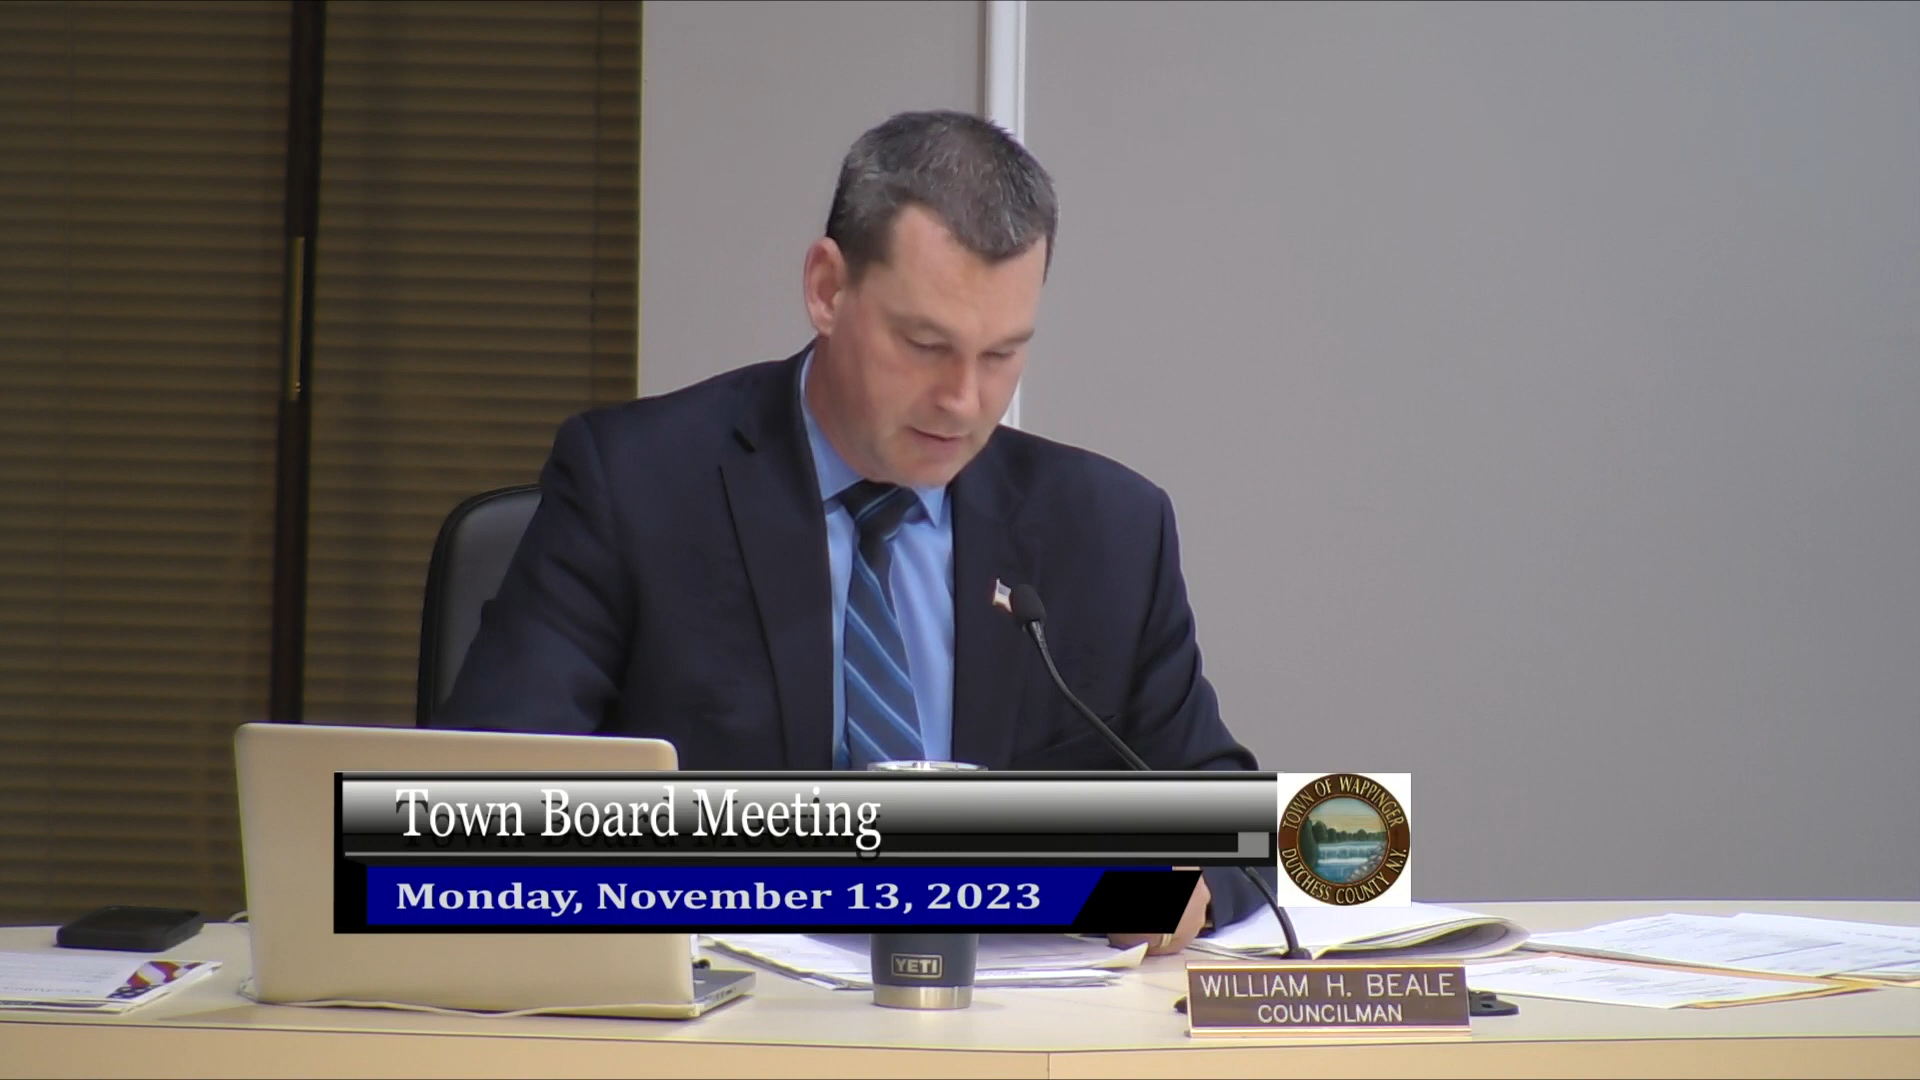 Town Board Meeting
Monday, November 13, 2023
TOWN OF WAPPINGER
DUTCHESS COUNTY N.Y.
YETI
WILLIAM H. BEALE
COUNCILMAN